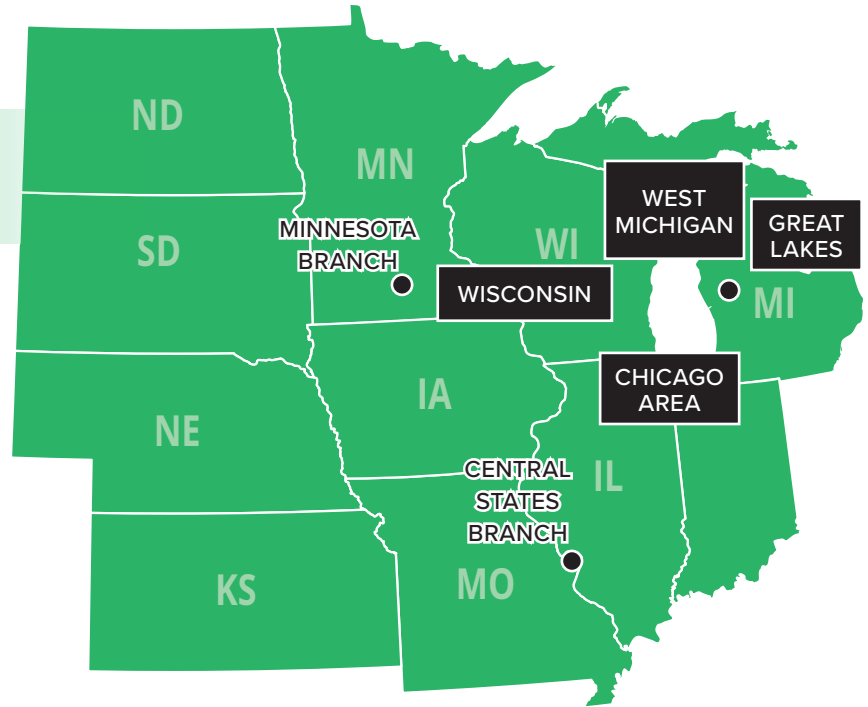 ND
MN
WEST
MICHIGAN
GREAT
LAKES
MINNESOTA
BRANCH
SD
WI
WISCONSIN
MI
CHICAGO
AREA
IA
NE
CENTRAL
STATES
BRANCH
IL
KS
MO